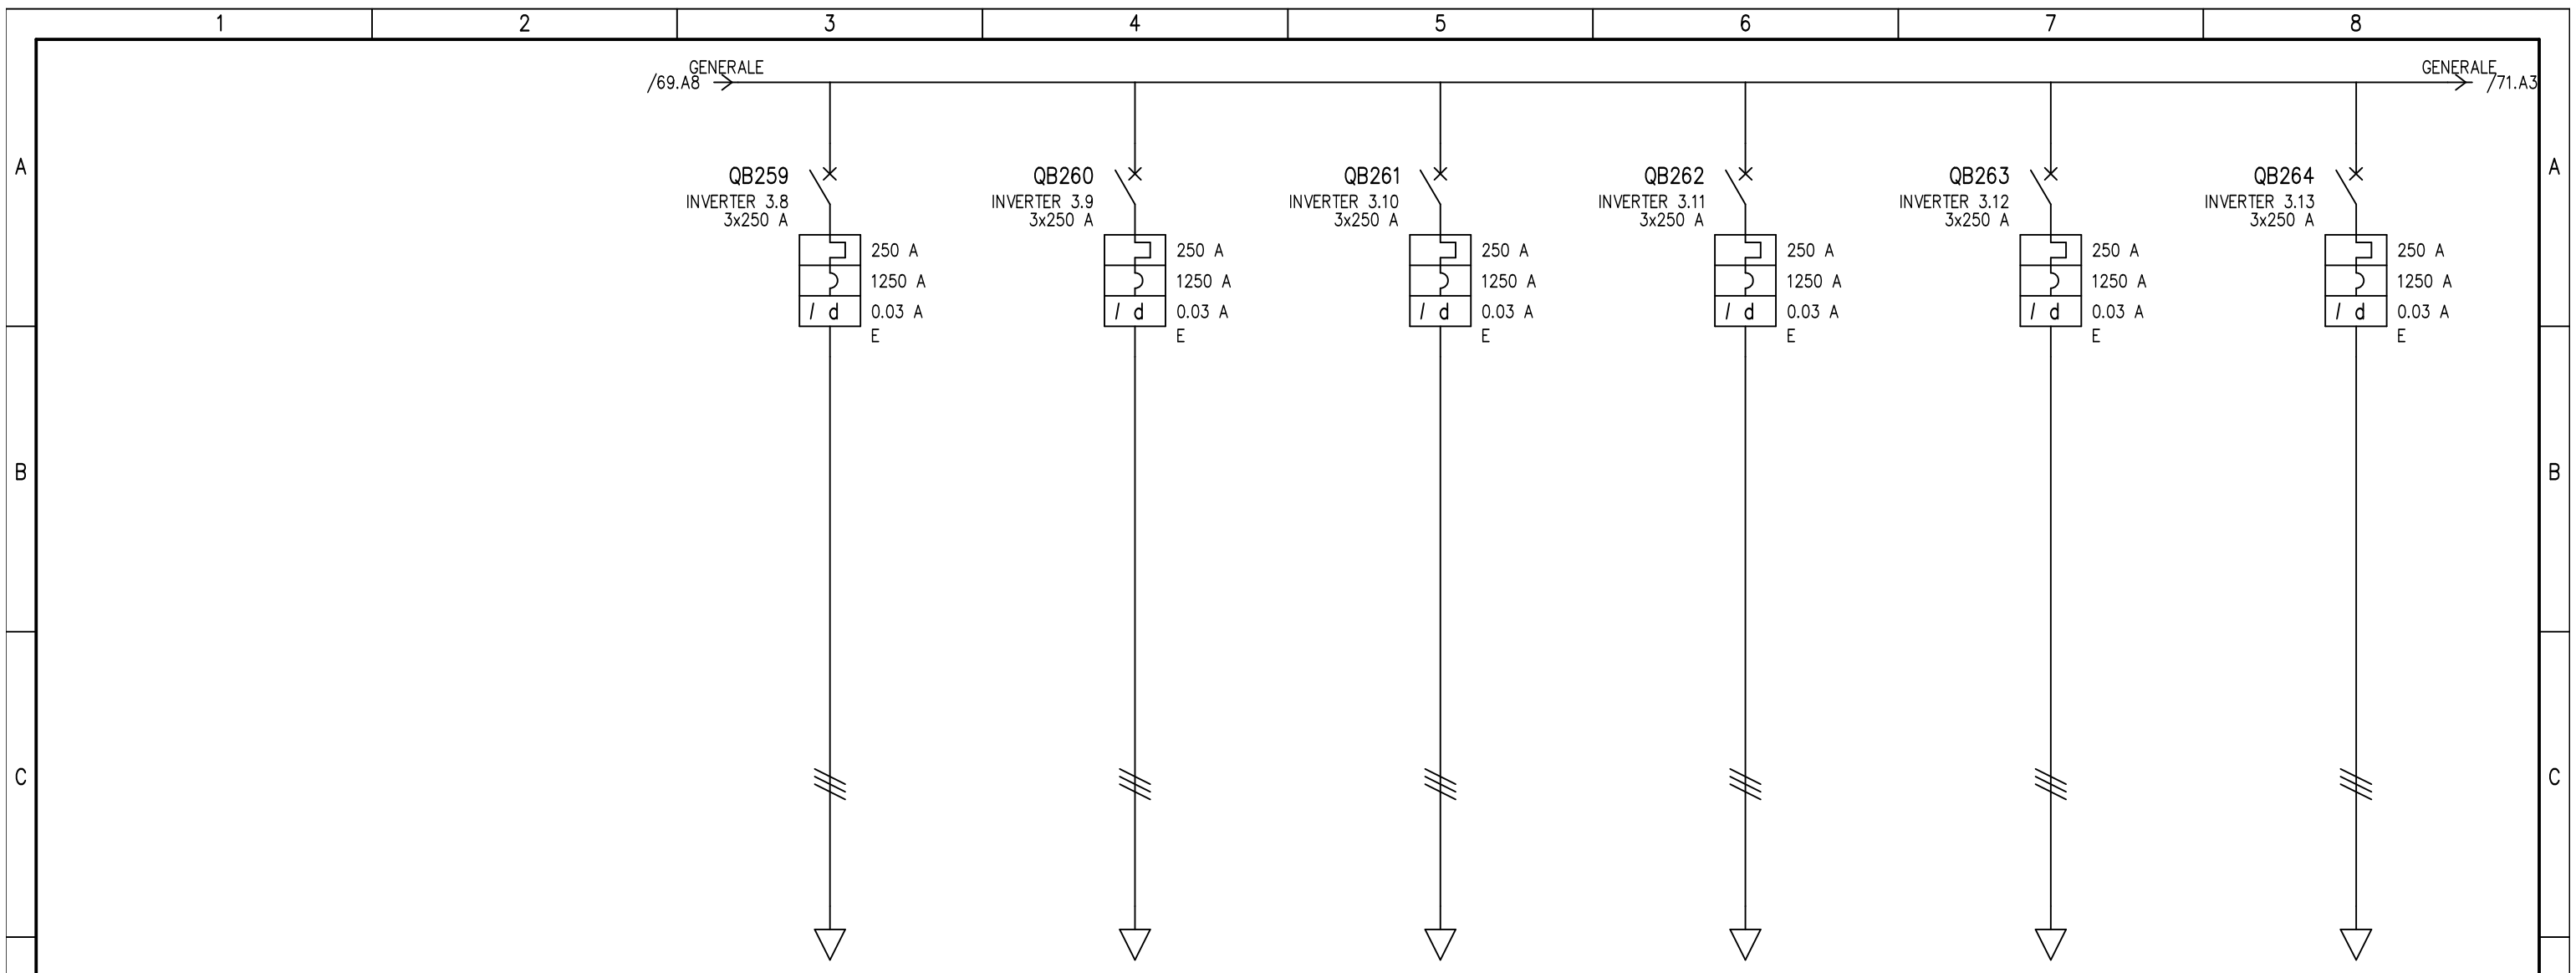 1 2 3 4 5 6 7 8
GENERALE GENERALE
/69.A8 /71.A3
A A
QB259 QB260 QB261 QB262 QB263 QB264
INVERTER 3.8 INVERTER 3.9 INVERTER 3.10 INVERTER 3.11 INVERTER 3.12 INVERTER 3.13
3x250 A 3x250 A 3x250 A 3x250 A 3x250 A 3x250 A
250 A 250 A 250 A 250 A 250 A 250 A
1250 A 1250 A 1250 A 1250 A 1250 A 1250 A
I d 0.03 A I d 0.03 A I d 0.03 A I d 0.03 A I d 0.03 A I d 0.03 A
E E E E E E
B B
C C